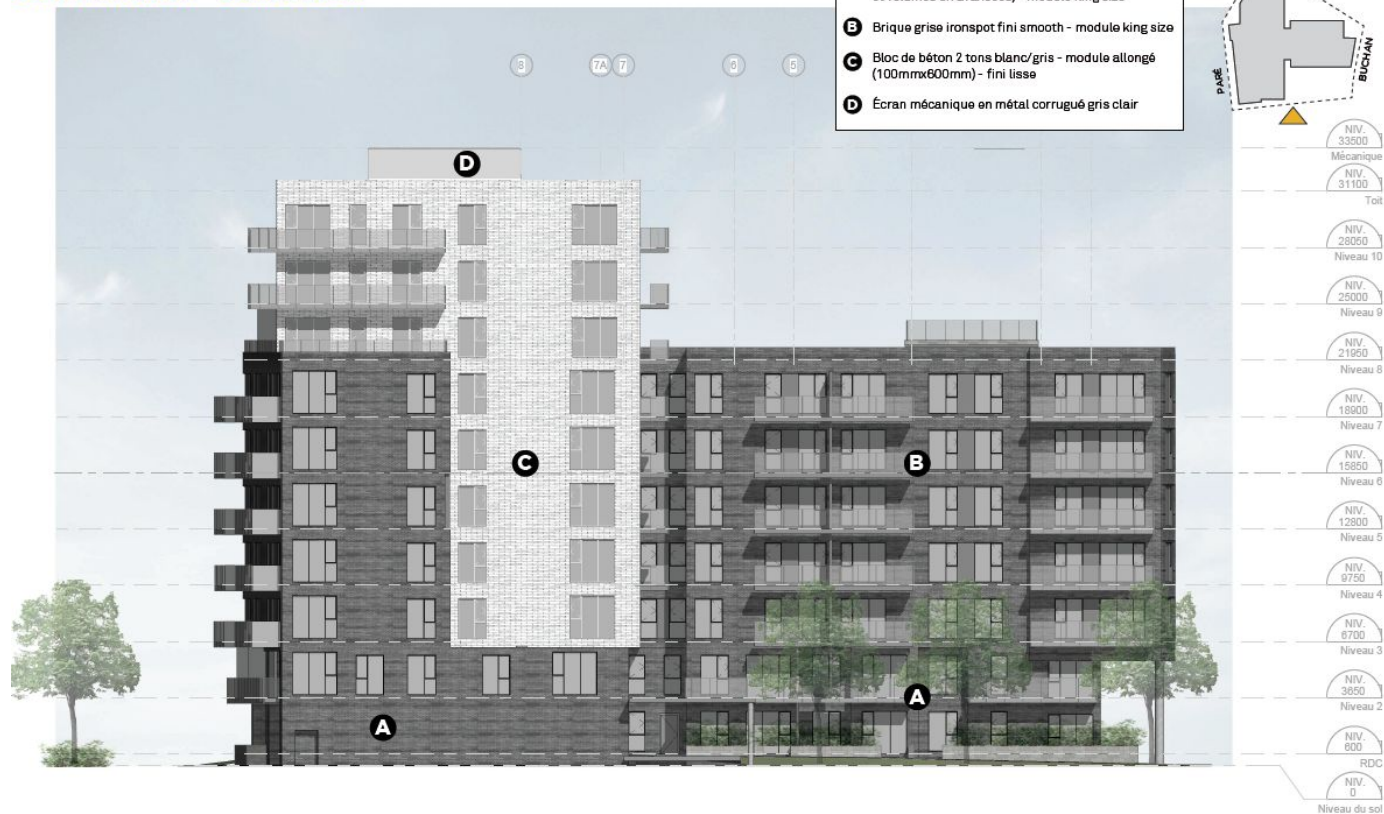 B Brique grise ironspot fini smooth - module king size
C Bloc de béton 2 tons blanc/gris - module allongé
(100mmx600mm) - fini lisse
D Écran mécanique en métal corrugué gris clair
PARÉ
BUCHAN
8
7A
7
6
5
NIV.
33500
Mécanique
NIV.
31100
Toit
NIV.
28050
Niveau 10
NIV.
25000
Niveau 9
NIV.
21950
Niveau 8
NIV.
18900
Niveau 7
NIV.
15850
Niveau 6
NIV.
12800
Niveau 5
NIV.
9750
Niveau 4
NIV.
6700
Niveau 3
NIV.
3650
Niveau 2
NIV.
600
RDC
NIV.
0
Niveau du sol
D
C
B
A
A